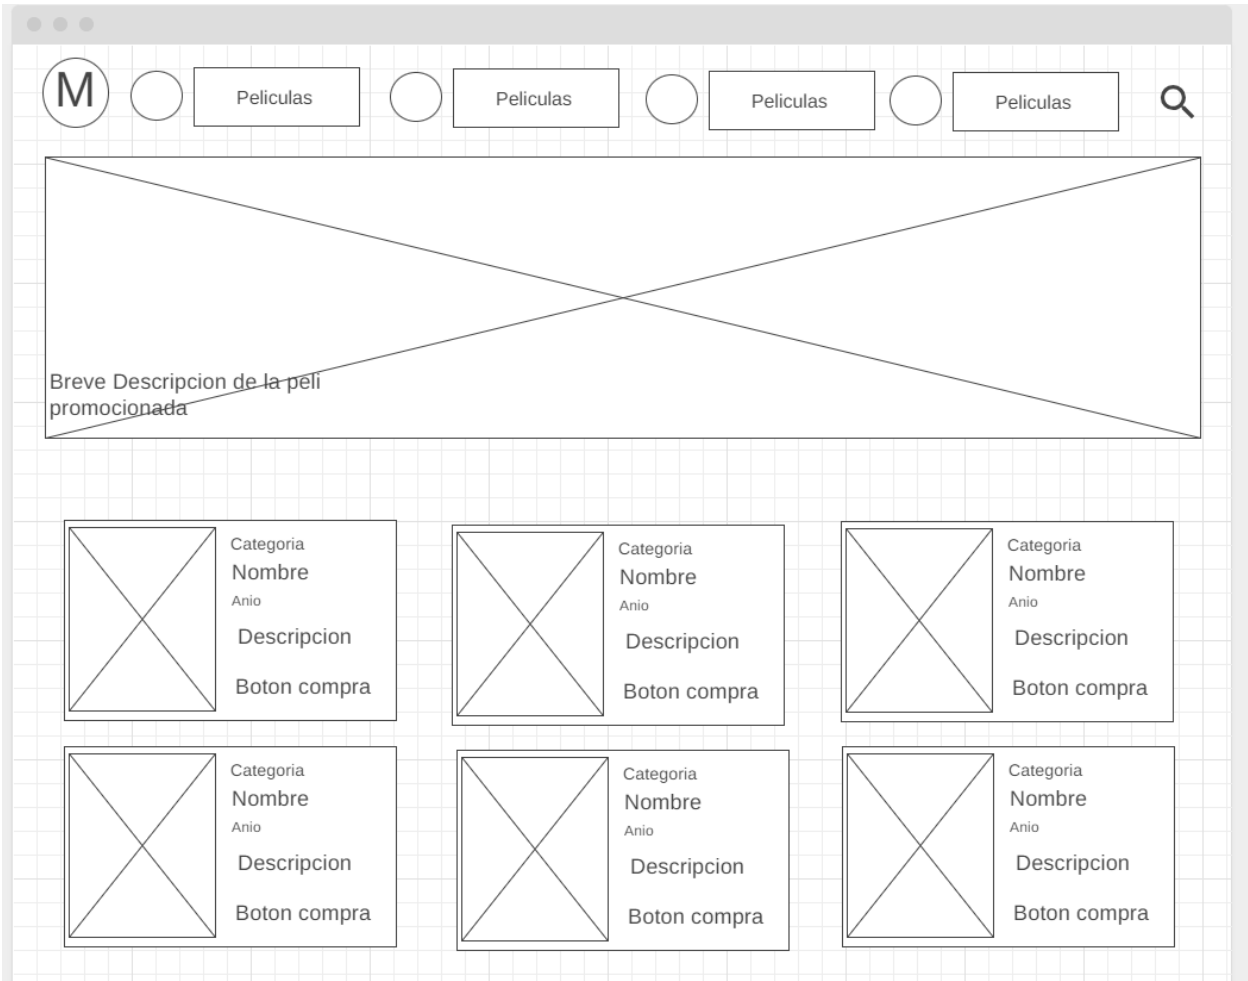 M
Peliculas
Peliculas
Peliculas
Peliculas
Breve Descripcion de la peli
promocionada
Categoria
Nombre
Anio
Descripcion
Boton compra
Categoria
Nombre
Anio
Descripcion
Boton compra
Categoria
Nombre
Anio
Descripcion
Boton compra
Categoria
Nombre
Anio
Descripcion
Boton compra
Categoria
Nombre
Anio
Descripcion
Boton compra
Categoria
Nombre
Anio
Descripcion
Boton compra